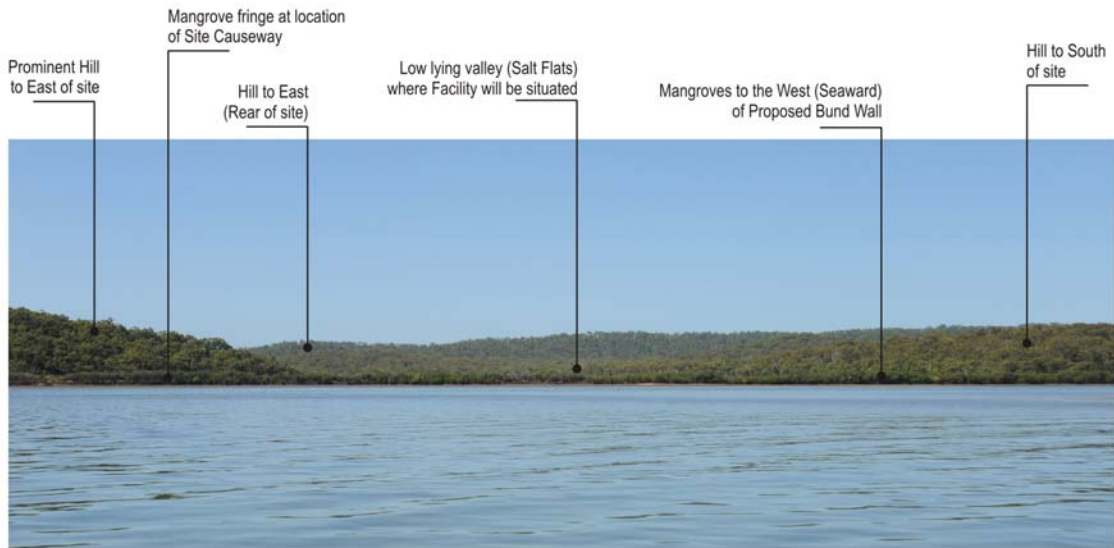 Prominent Hill
to East of site
Mangrove fringe at location
of Site Causeway
Hill to East
(Rear of site)
Low lying valley (Salt Flats)
where Facility will be situated
Mangroves to the West (Seaward)
of Proposed Bund Wall
Hill to South
of site